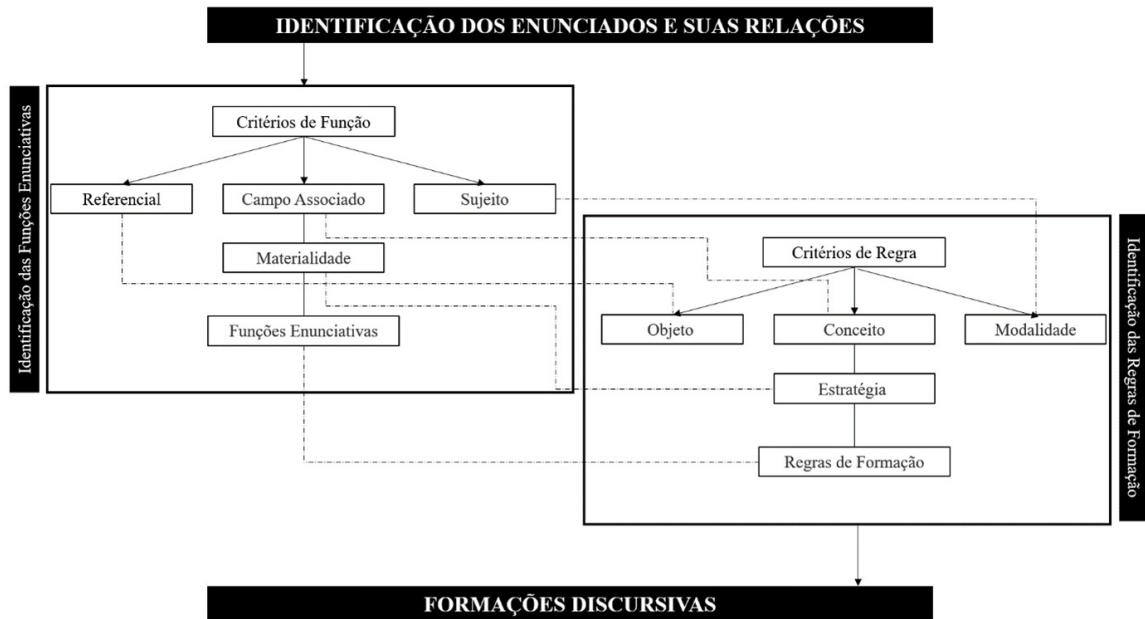 IDENTIFICAÇÃO DOS ENUNCIADOS E SUAS RELAÇÕES
Identificação das Funções Enunciativas
Critérios de Função
Referencial
Campo Associado
Sujeito
Materialidade
Funções Enunciativas
Identificação das Regras de Formação
Critérios de Regra
Objeto
Conceito
Modalidade
Estratégia
Regras de Formação
FORMAÇÕES DISCURSIVAS